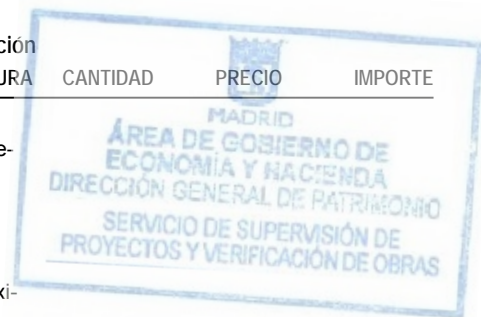 ción
URA CANTIDAD PRECIO IMPORTE
MADRID
ÁREA DE GOBIERNO DE
e-
ECONOMÍA Y HACIENDA
DIRECCIÓN GENERAL DE PATRIMONIO
SERVICIO DE SUPERVISIÓN DE
PROYECTOS Y VERIFICACIÓN DE OBRAS
xi-